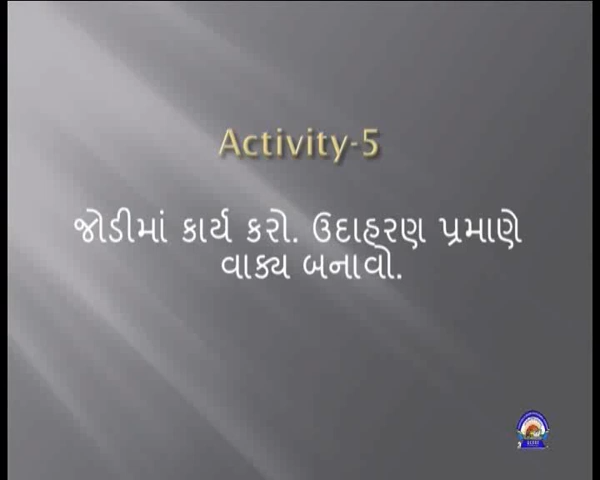 Activity-5
જોડીમાં કાર્ય કરો. ઉદાહરણ પ્રમાણે
વાક્ય બનાવો.